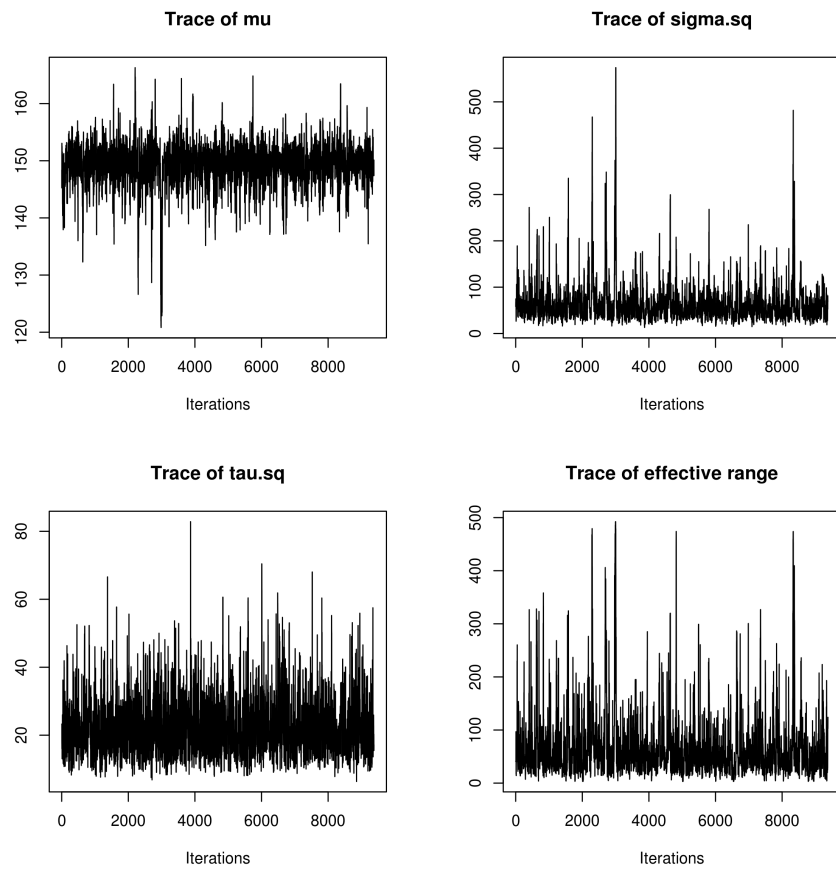 Trace of mu
120 130 140 150 160
0 2000 4000 6000 8000
Iterations
Trace of sigma.sq
0 100 200 300 400 500
0 2000 4000 6000 8000
Iterations
Trace of tau.sq
20 40 60 80
0 2000 4000 6000 8000
Iterations
Trace of effective range
0 100 200 300 400 500
0 2000 4000 6000 8000
Iterations